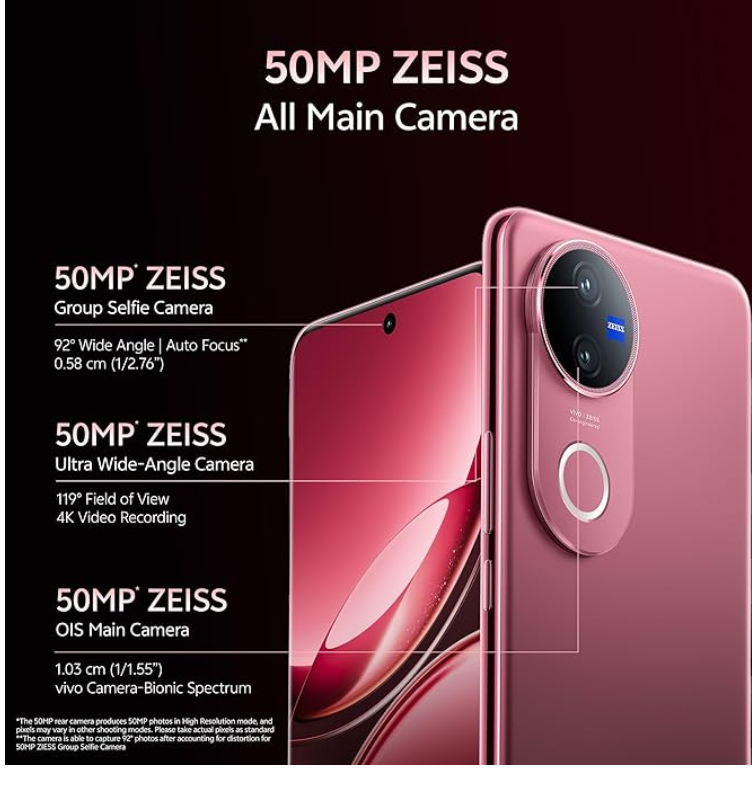 50MP ZEISS
All Main Camera
50MP* ZEISS
Group Selfie Camera
92° Wide Angle | Auto Focus**
0.58 cm (1/2.76")
50MP* ZEISS
Ultra Wide-Angle Camera
119° Field of View
4K Video Recording
50MP* ZEISS
OIS Main Camera
1.03 cm (1/1.55")
vivo Camera-Bionic Spectrum
ZEISS
vivo | ZEISS
Co-engineered
*The 50MP rear camera produces 50MP photos in High Resolution mode, and
pixels may vary in other shooting modes. Please take actual pixels as standard
**The camera is able to capture 92° photos after accounting for distortion for
50MP ZIESS Group Selfie Camera